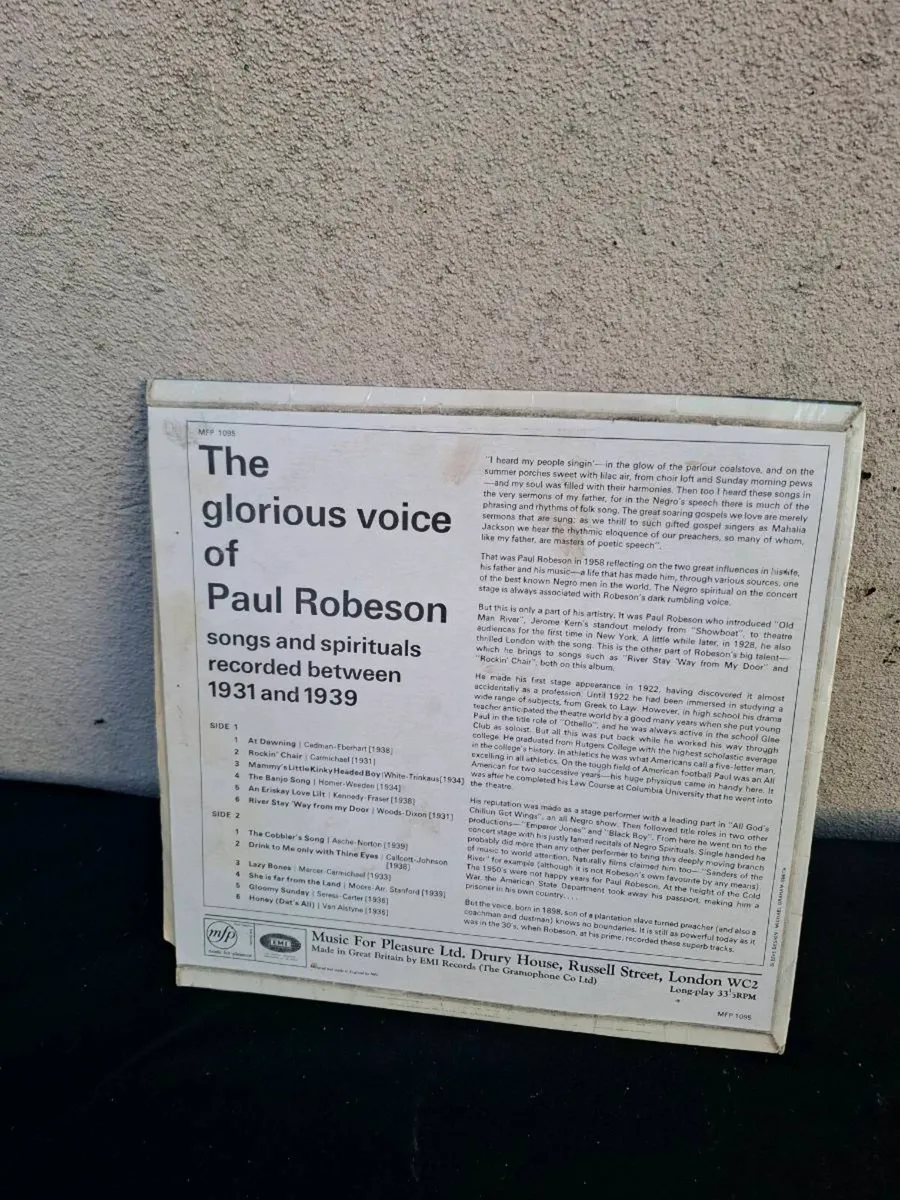 MFP 1095
The
glorious voice
of
Paul Robeson
songs and spirituals
recorded between
1931 and 1939
SIDE 1
1 At Dawning | Cadman-Eberhart [1938]
2 Rockin' Chair | Carmichael [1931]
3 Mammy's Little Kinky Headed Boy | White-Trinkaus [1934]
4 The Banjo Song | Homer-Weeden [1934]
5 An Eriskay Love Lilt | Kennedy-Fraser [1938]
6 River Stay 'Way from my Door | Woods-Dixon [1931]
SIDE 2
1 The Cobbler's Song | Asche-Norton [1939]
2 Drink to Me only with Thine Eyes | Callcott-Johnson
[1938]
3 Lazy Bones | Mercer-Carmichael [1933]
4 She is far from the Land | Moore-Arr. Stanford [1939]
5 Gloomy Sunday | Seress-Carter [1936]
6 Honey (Dat's All) | Van Alstyne [1936]
"I heard my people singin'—in the glow of the parlour coalstove, and on the
summer porches sweet with lilac air, from choir loft and Sunday morning pews
—and my soul was filled with their harmonies. Then too I heard these songs in
the very sermons of my father, for in the Negro's speech there is much of the
phrasing and rhythms of folk song. The great soaring gospels we love are merely
sermons that are sung; as we thrill to such gifted gospel singers as Mahalia
Jackson we hear the rhythmic eloquence of our preachers, so many of whom,
like my father, are masters of poetic speech".
That was Paul Robeson in 1958 reflecting on the two great influences in his life,
his father and his music—a life that has made him, through various sources, one
of the best known Negro men in the world. The Negro spiritual on the concert
stage is always associated with Robeson's dark rumbling voice.
But this is only a part of his artistry. It was Paul Robeson who introduced "Old
Man River", Jerome Kern's standout melody from "Showboat", to theatre
audiences for the first time in New York. A little while later, in 1928, he also
thrilled London with the song. This is the other part of Robeson's big talent—
which he brings to songs such as "River Stay 'Way from My Door" and
"Rockin' Chair", both on this album.
He made his first stage appearance in 1922, having discovered it almost
accidentally as a profession. Until 1922 he had been immersed in studying a
wide range of subjects, from Greek to Law. However, in high school his drama
teacher anticipated the theatre world by a good many years when she put young
Paul in the title role of "Othello", and he was always active in the school Glee
Club as soloist. But all this was put back while he worked his way through
college. He graduated from Rutgers College with the highest scholastic average
in the college's history. In athletics he was what Americans call a five-letter man,
excelling in all athletics. On the tough field of American football Paul was an All
American for two successive years—his huge physique came in handy here. It
was after he completed his Law Course at Columbia University that he went into
the theatre.
His reputation was made as a stage performer with a leading part in "All God's
Chillun Got Wings", an all Negro show. Then followed title roles in two other
productions—"Emperor Jones" and "Black Boy". From here he went on to the
concert stage with his justly famed recitals of Negro Spirituals. Single handed he
probably did more than any other performer to bring this deeply moving branch
of music to world attention. Naturally films claimed him too—"Sanders of the
River" for example (although it is not Robeson's own favourite by any means).
The 1950's were not happy years for Paul Robeson. At the height of the Cold
War, the American State Department took away his passport, making him a
prisoner in his own country. . . .
But the voice, born in 1898, son of a plantation slave turned preacher (and also a
coachman and dustman) knows no boundaries. It is still as powerful today as it
was in the 30's, when Robeson, at his prime, recorded these superb tracks.
mfp
music for pleasure
EMI
Music For Pleasure Ltd. Drury House, Russell Street, London WC2
Made in Great Britain by EMI Records (The Gramophone Co Ltd)
Long-play 33⅓RPM
MFP 1095